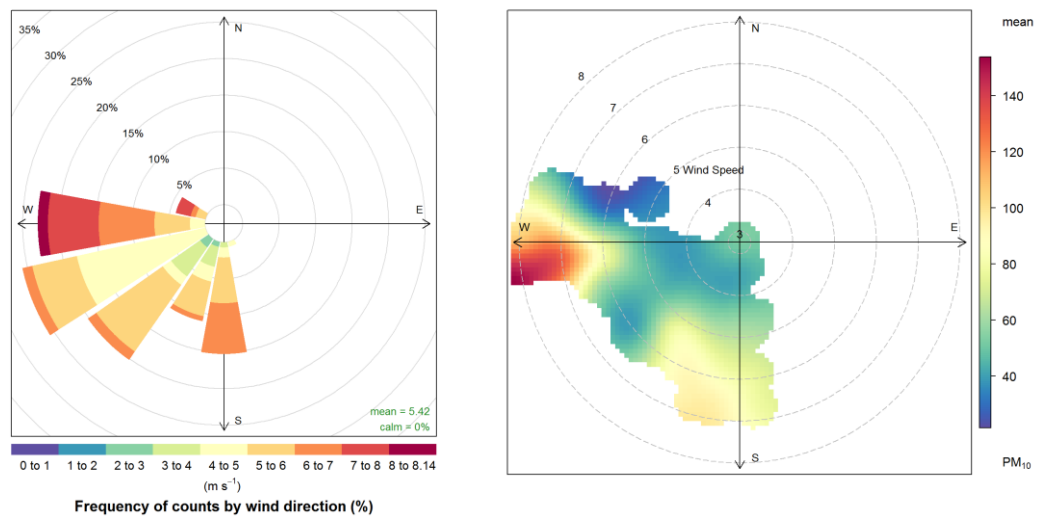 35%
30%
25%
20%
15%
10%
5%
N
W
E
S
mean = 5.42
calm = 0%
0 to 1 1 to 2 2 to 3 3 to 4 4 to 5 5 to 6 6 to 7 7 to 8 8 to 8.14
(m s⁻¹)
Frequency of counts by wind direction (%)
N
8
7
6
5 Wind Speed
4
3
W
E
S
mean
140
120
100
80
60
40
PM₁₀